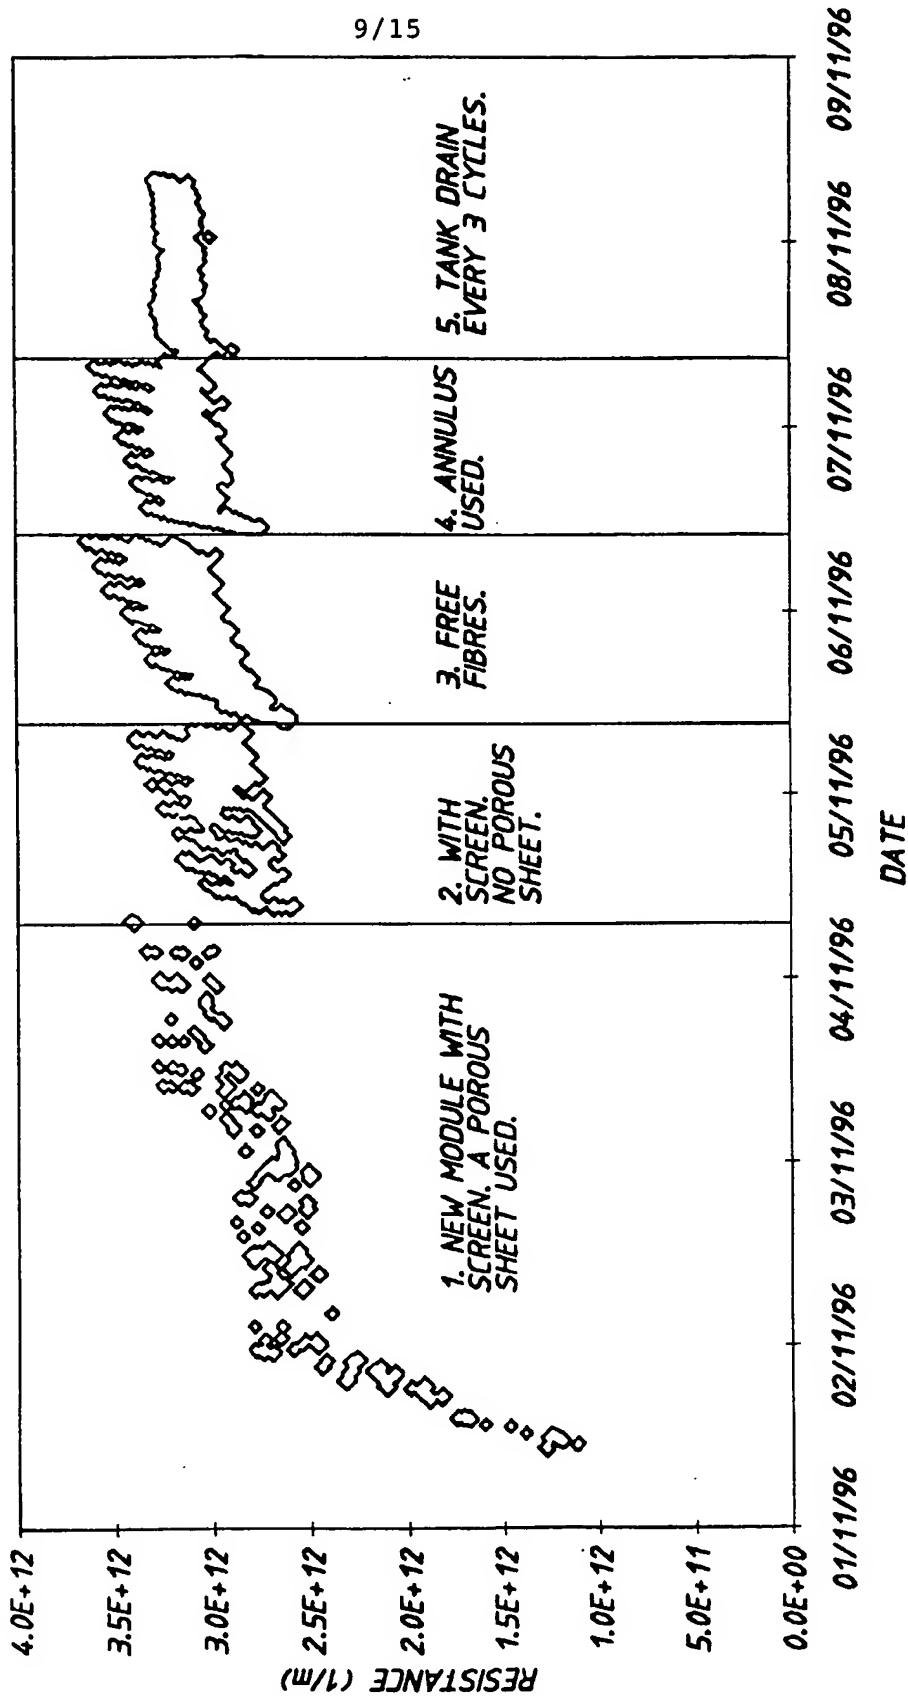 9/15
RESISTANCE (1/m)
4.0E+12
3.5E+12
3.0E+12
2.5E+12
2.0E+12
1.5E+12
1.0E+12
5.0E+11
0.0E+00
1. NEW MODULE WITH
SCREEN. A POROUS
SHEET USED.
2. WITH
SCREEN.
NO POROUS
SHEET.
3. FREE
FIBRES.
4. ANNULUS
USED.
5. TANK DRAIN
EVERY 3 CYCLES.
01/11/96
02/11/96
03/11/96
04/11/96
05/11/96
06/11/96
07/11/96
08/11/96
09/11/96
DATE